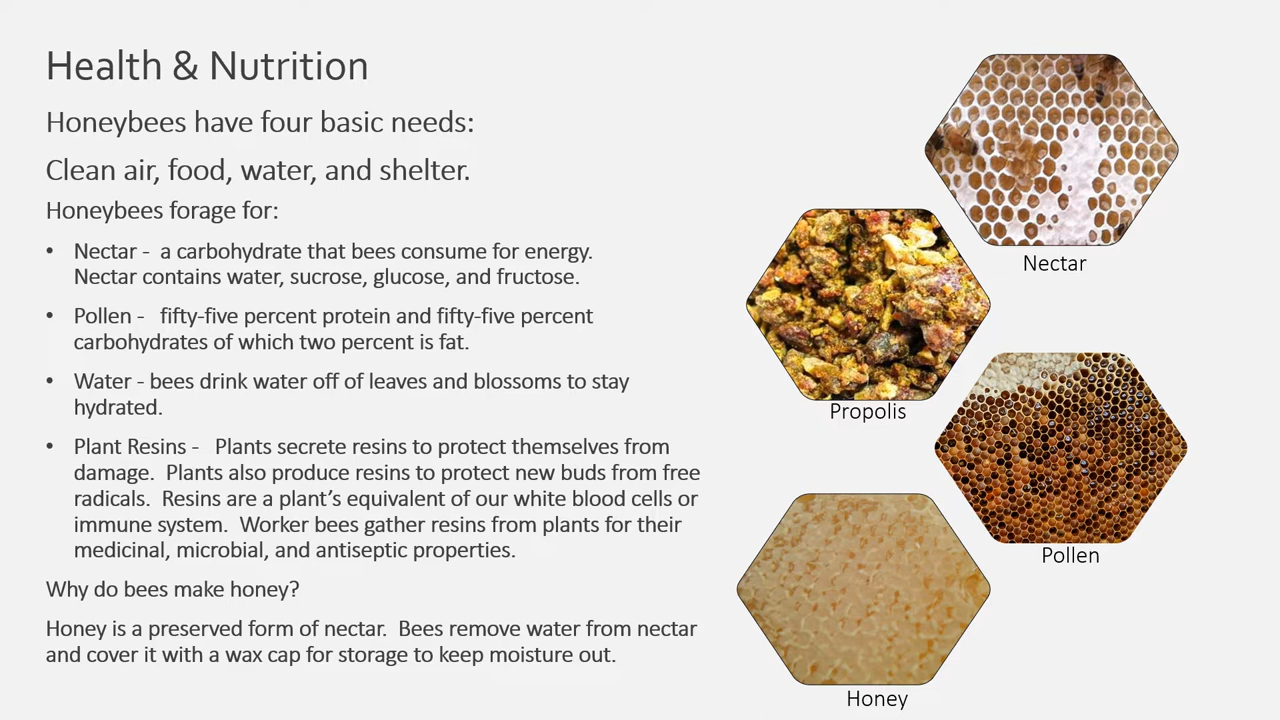 Health & Nutrition
Honeybees have four basic needs:
Clean air, food, water, and shelter.
Honeybees forage for:
• Nectar - a carbohydrate that bees consume for energy.
Nectar contains water, sucrose, glucose, and fructose.
• Pollen - fifty-five percent protein and fifty-five percent
carbohydrates of which two percent is fat.
• Water - bees drink water off of leaves and blossoms to stay
hydrated.
• Plant Resins - Plants secrete resins to protect themselves from
damage. Plants also produce resins to protect new buds from free
radicals. Resins are a plant’s equivalent of our white blood cells or
immune system. Worker bees gather resins from plants for their
medicinal, microbial, and antiseptic properties.
Why do bees make honey?
Honey is a preserved form of nectar. Bees remove water from nectar
and cover it with a wax cap for storage to keep moisture out.
Nectar
Propolis
Pollen
Honey